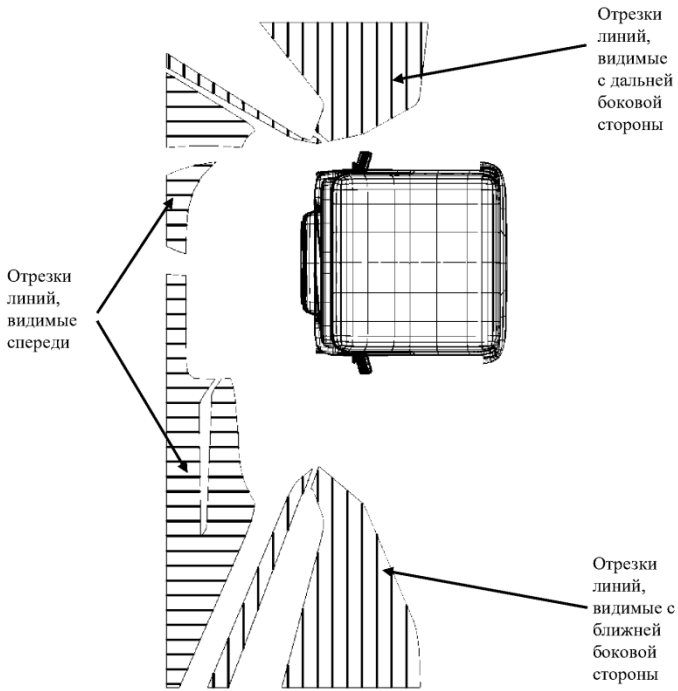 Отрезки
линий,
видимые
с дальней
боковой
стороны
Отрезки
линий,
видимые
спереди
Отрезки
линий,
видимые с
ближней
боковой
стороны